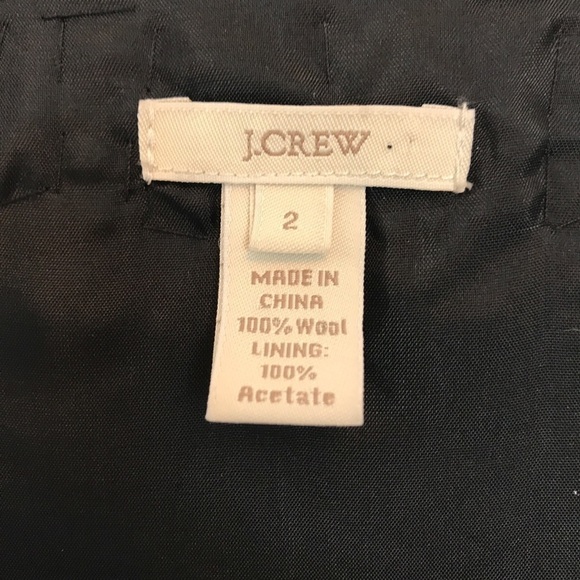 J.CREW
2
MADE IN
CHINA
100% Wool
LINING:
100%
Acetate